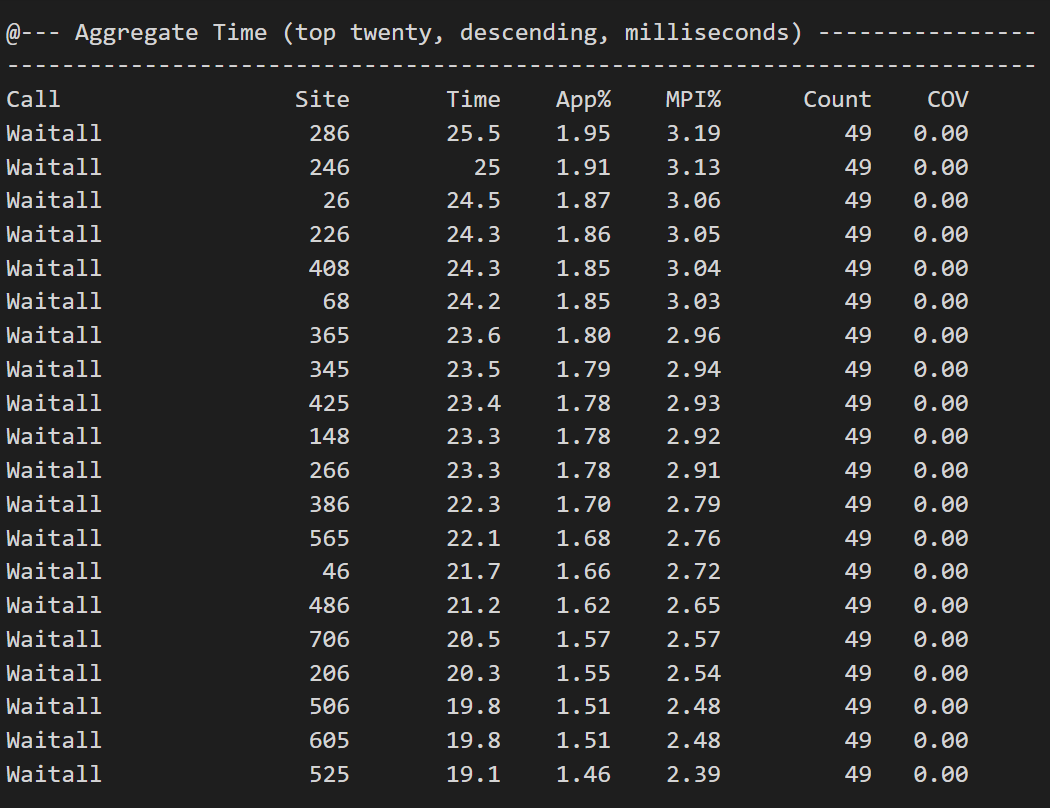 @--- Aggregate Time (top twenty, descending, milliseconds) ----------------
---------------------------------------------------------------------------
Call                 Site       Time    App%    MPI%      Count    COV
Waitall               286       25.5    1.95    3.19         49   0.00
Waitall               246         25    1.91    3.13         49   0.00
Waitall                26       24.5    1.87    3.06         49   0.00
Waitall               226       24.3    1.86    3.05         49   0.00
Waitall               408       24.3    1.85    3.04         49   0.00
Waitall                68       24.2    1.85    3.03         49   0.00
Waitall               365       23.6    1.80    2.96         49   0.00
Waitall               345       23.5    1.79    2.94         49   0.00
Waitall               425       23.4    1.78    2.93         49   0.00
Waitall               148       23.3    1.78    2.92         49   0.00
Waitall               266       23.3    1.78    2.91         49   0.00
Waitall               386       22.3    1.70    2.79         49   0.00
Waitall               565       22.1    1.68    2.76         49   0.00
Waitall                46       21.7    1.66    2.72         49   0.00
Waitall               486       21.2    1.62    2.65         49   0.00
Waitall               706       20.5    1.57    2.57         49   0.00
Waitall               206       20.3    1.55    2.54         49   0.00
Waitall               506       19.8    1.51    2.48         49   0.00
Waitall               605       19.8    1.51    2.48         49   0.00
Waitall               525       19.1    1.46    2.39         49   0.00